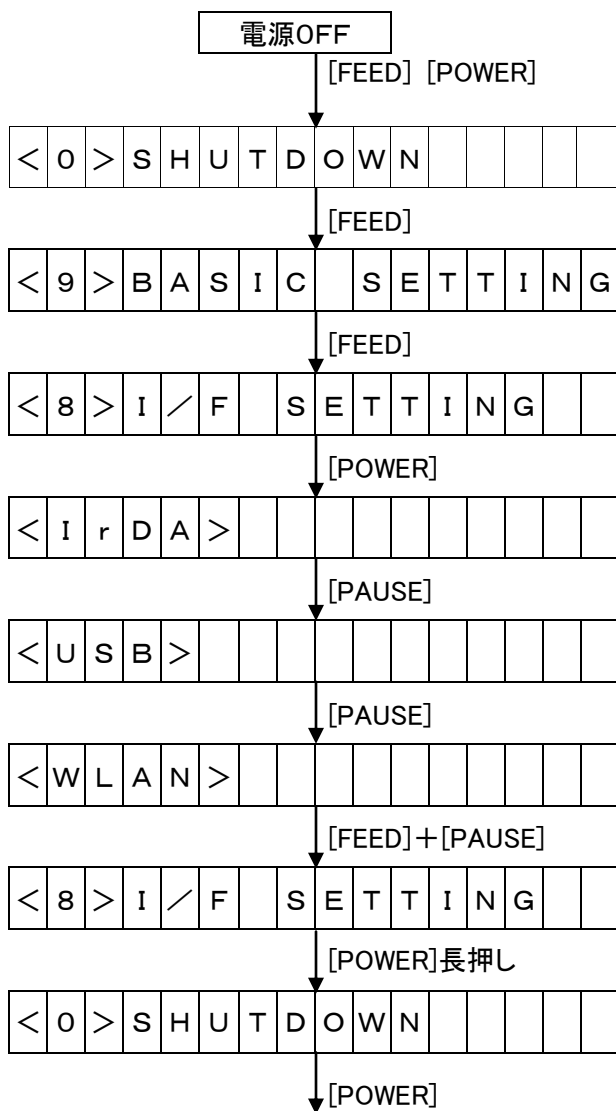 電源OFF
[FEED] [POWER]
<0>SHUTDOWN
[FEED]
<9>BASIC SETTING
[FEED]
<8>I/F SETTING
[POWER]
<IrDA>
[PAUSE]
<USB>
[PAUSE]
<WLAN>
[FEED]+[PAUSE]
<8>I/F SETTING
[POWER]長押し
<0>SHUTDOWN
[POWER]